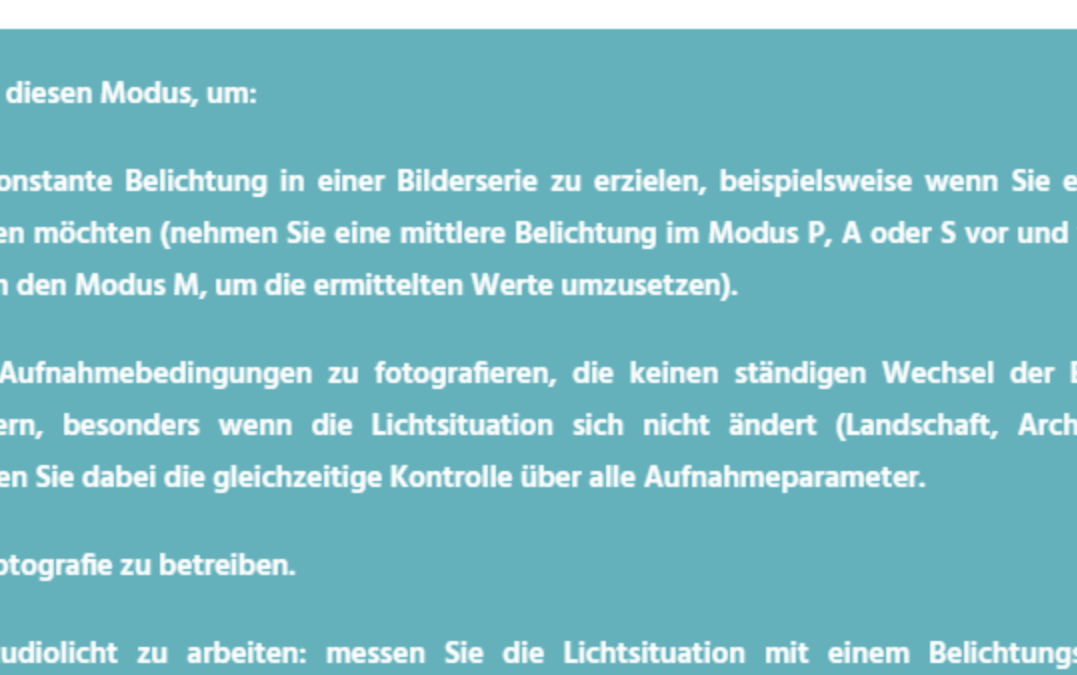 diesen Modus, um:
onstante Belichtung in einer Bilderserie zu erzielen, beispielsweise wenn Sie e
en möchten (nehmen Sie eine mittlere Belichtung im Modus P, A oder S vor und
n den Modus M, um die ermittelten Werte umzusetzen).
Aufnahmebedingungen zu fotografieren, die keinen ständigen Wechsel der
ern, besonders wenn die Lichtsituation sich nicht ändert (Landschaft, Arch
en Sie dabei die gleichzeitige Kontrolle über alle Aufnahmeparameter.
otografie zu betreiben.
udiolicht zu arbeiten: messen Sie die Lichtsituation mit einem Belichtungs